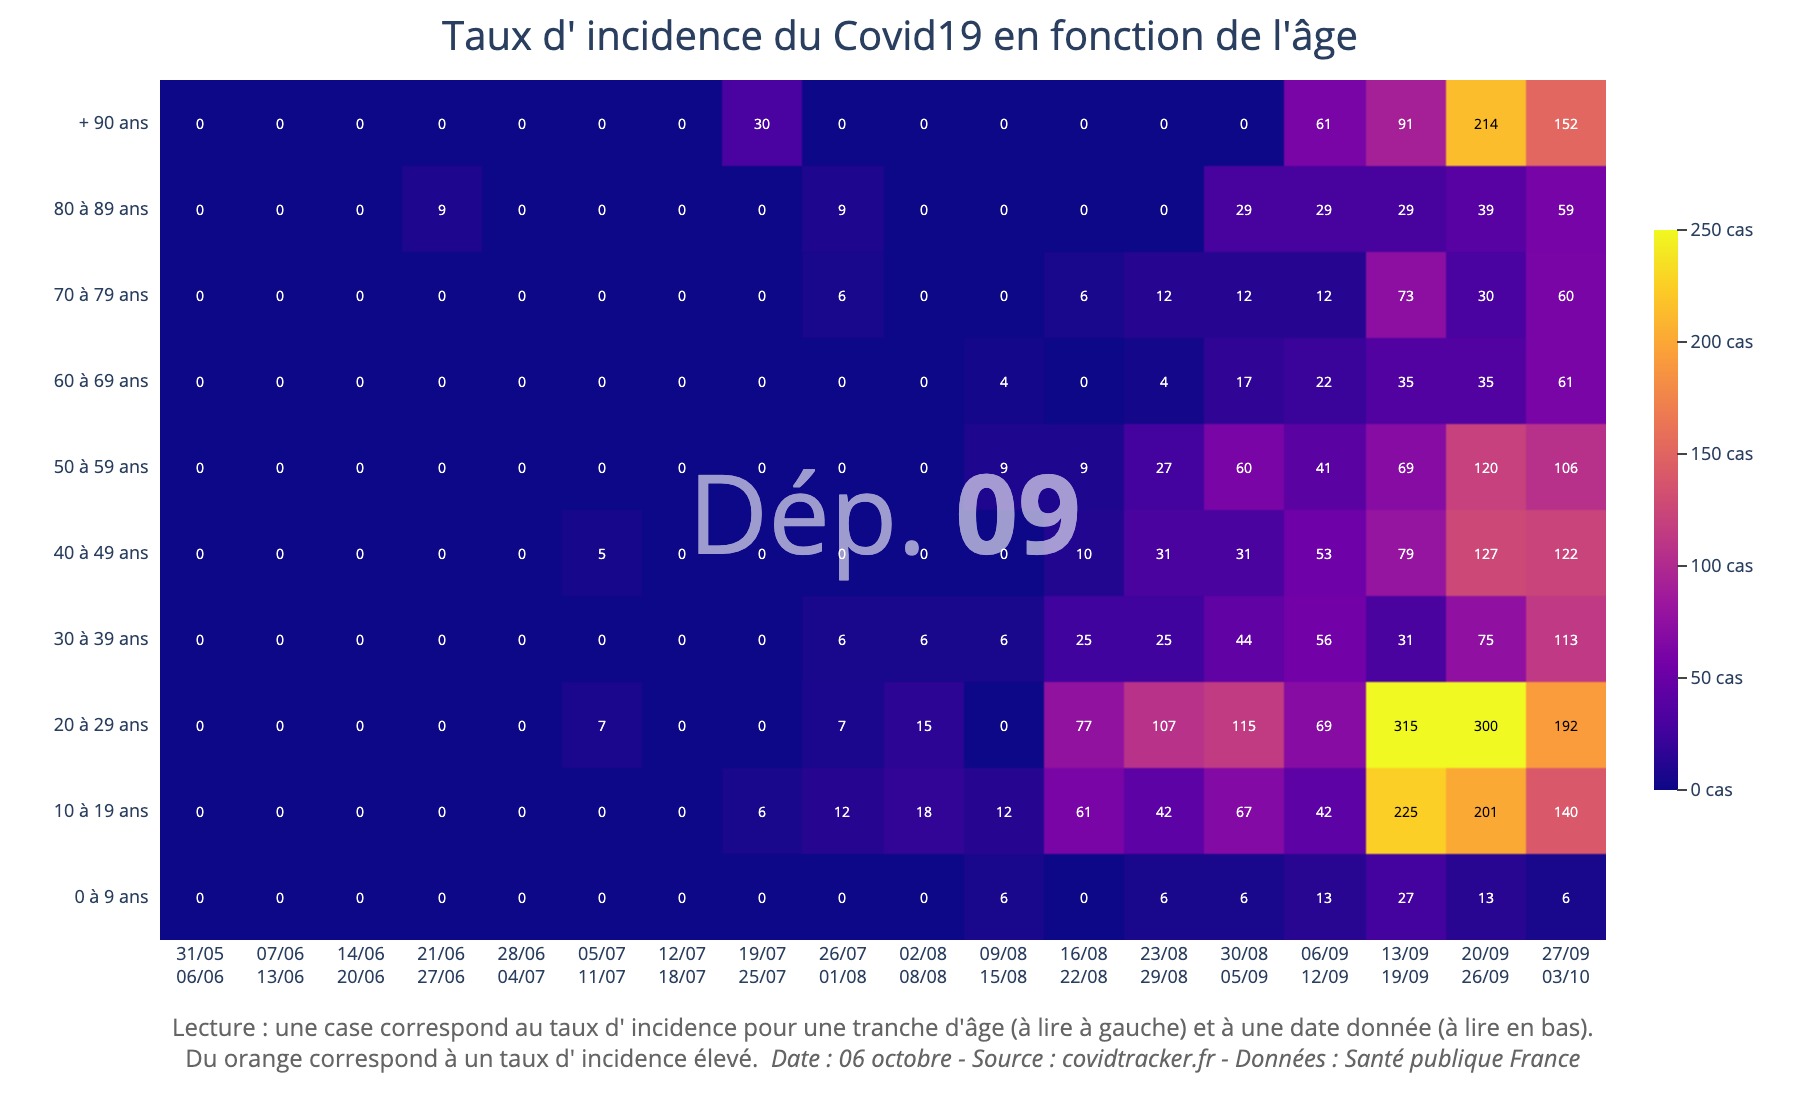 Taux d' incidence du Covid19 en fonction de l'âge
+ 90 ans 0 0 0 0 0 0 0 30 0 0 0 0 0 0 61 91 214 152
80 à 89 ans 0 0 0 9 0 0 0 0 9 0 0 0 0 29 29 29 39 59
250 cas
70 à 79 ans 0 0 0 0 0 0 0 0 6 0 0 6 12 12 12 73 30 60
200 cas
60 à 69 ans 0 0 0 0 0 0 0 0 0 0 4 0 4 17 22 35 35 61
150 cas
50 à 59 ans 0 0 0 0 0 0 0 0 0 0 9 9 27 60 41 69 120 106
Dép. 09
40 à 49 ans 0 0 0 0 0 5 0 0 0 0 0 10 31 31 53 79 127 122
100 cas
30 à 39 ans 0 0 0 0 0 0 0 0 6 6 6 25 25 44 56 31 75 113
50 cas
20 à 29 ans 0 0 0 0 0 7 0 0 7 15 0 77 107 115 69 315 300 192
0 cas
10 à 19 ans 0 0 0 0 0 0 0 6 12 18 12 61 42 67 42 225 201 140
0 à 9 ans 0 0 0 0 0 0 0 0 0 0 6 0 6 6 13 27 13 6
31/05 07/06 14/06 21/06 28/06 05/07 12/07 19/07 26/07 02/08 09/08 16/08 23/08 30/08 06/09 13/09 20/09 27/09
06/06 13/06 20/06 27/06 04/07 11/07 18/07 25/07 01/08 08/08 15/08 22/08 29/08 05/09 12/09 19/09 26/09 03/10
Lecture : une case correspond au taux d' incidence pour une tranche d'âge (à lire à gauche) et à une date donnée (à lire en bas).
Du orange correspond à un taux d' incidence élevé. Date : 06 octobre - Source : covidtracker.fr - Données : Santé publique France